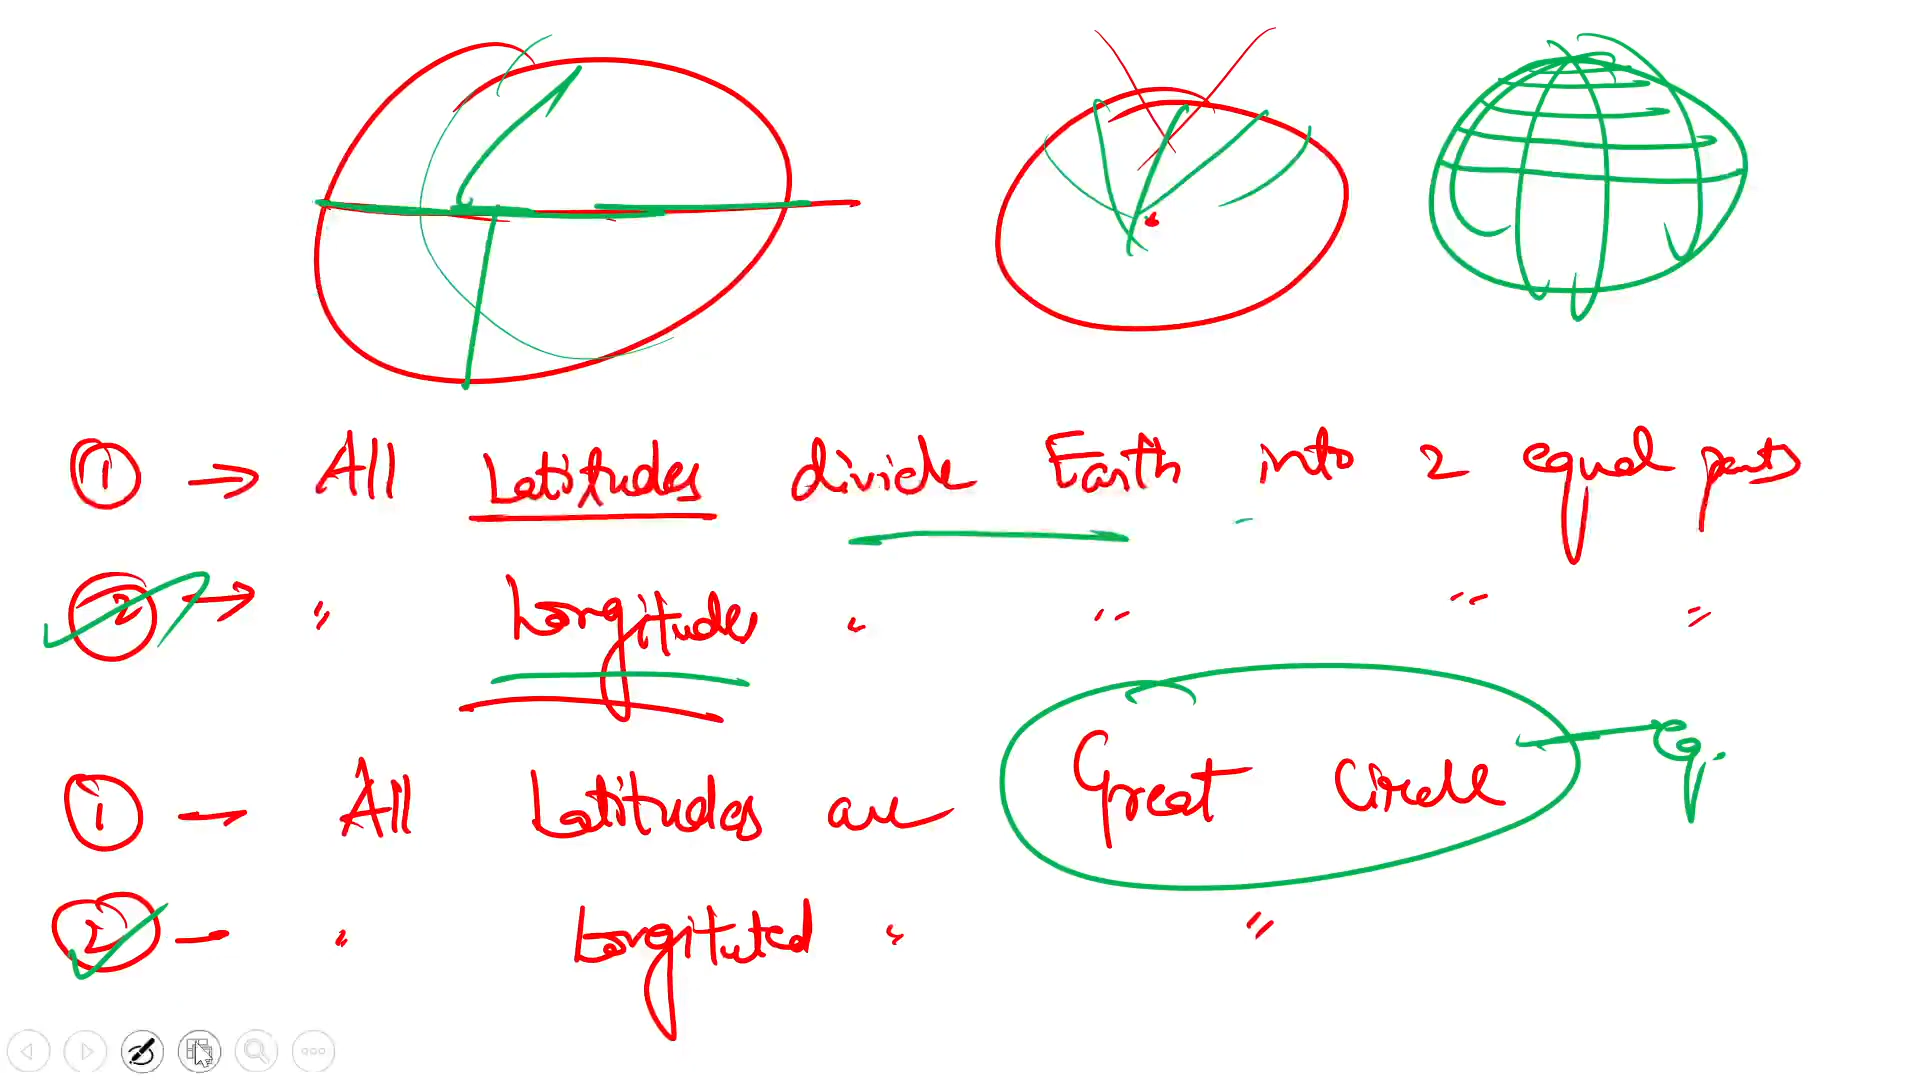 ① → All Latitudes divide Earth into 2 equal parts
② → " Longitudes " " " "
① - All Latitudes are Great Circle eq.
② - " Longituted " "